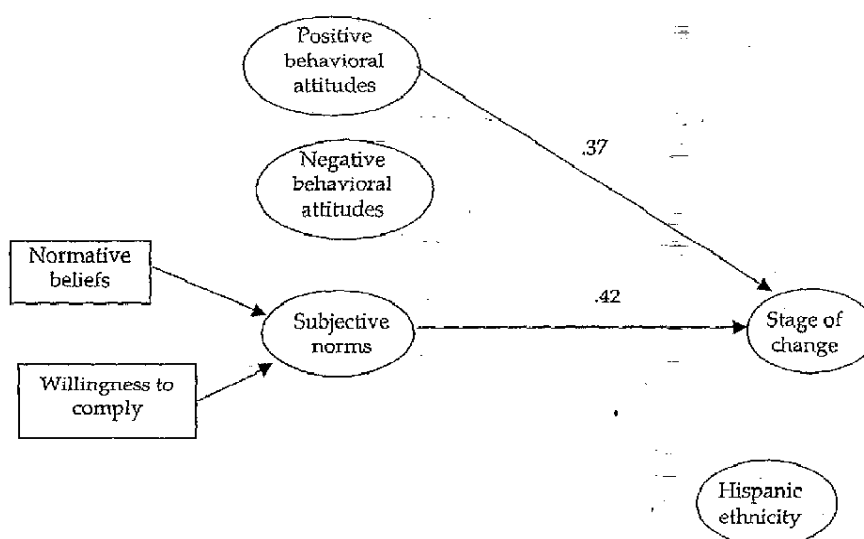 Positive
behavioral
attitudes
.37
Negative
behavioral
attitudes
Normative
beliefs
.42
Subjective
norms
Stage of
change
Willingness to
comply
Hispanic
ethnicity